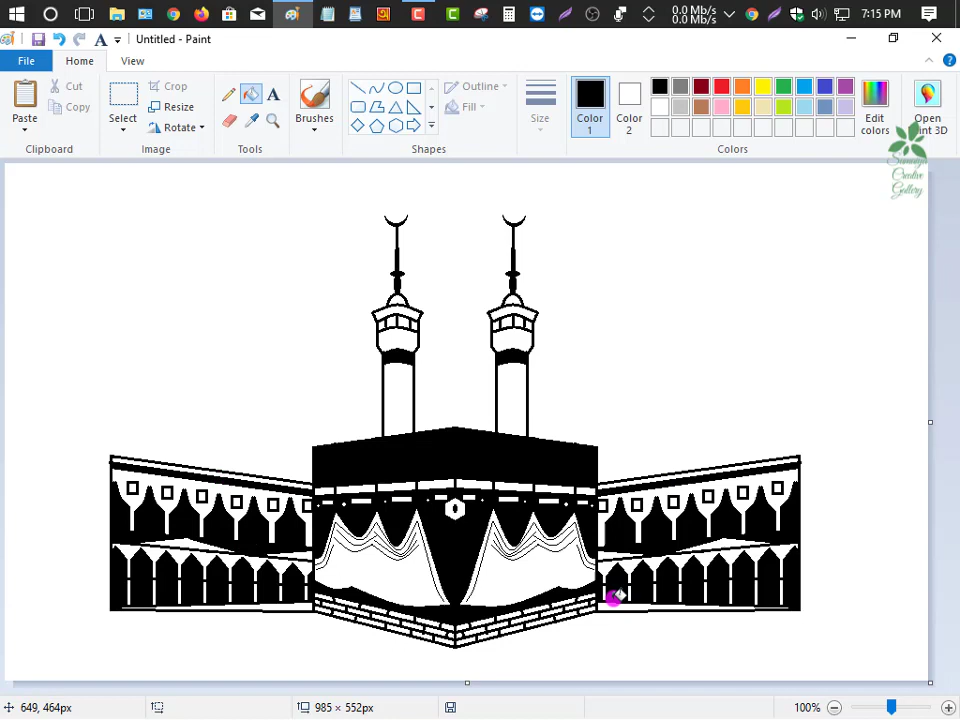 0.0 Mb/s
0.0 Mb/s
7:15 PM
Untitled - Paint
File
Home
View
Paste
Cut
Copy
Clipboard
Select
Crop
Resize
Rotate
Image
A
Tools
Brushes
Outline
Fill
Shapes
Size
Color
1
Color
2
Edit
colors
Colors
Open
Paint 3D
Creative
Gallery
649, 464px
985 × 552px
100%